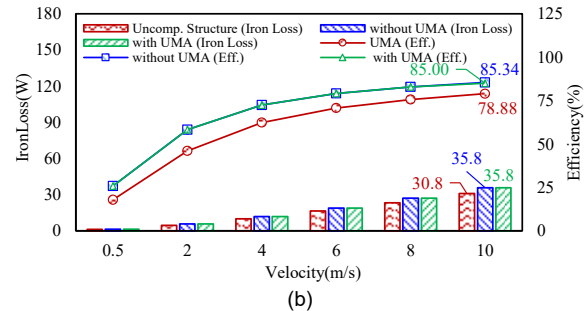 Uncomp. Structure (Iron Loss)
without UMA (Iron Loss)
with UMA (Iron Loss)
UMA (Eff.)
without UMA (Eff.)
with UMA (Eff.)
180
150
120
90
60
30
0
IronLoss(W)
125
100
75
50
25
0
Efficiency(%)
85.00
85.34
78.88
30.8
35.8
35.8
0.5 2 4 6 8 10
Velocity(m/s)
(b)